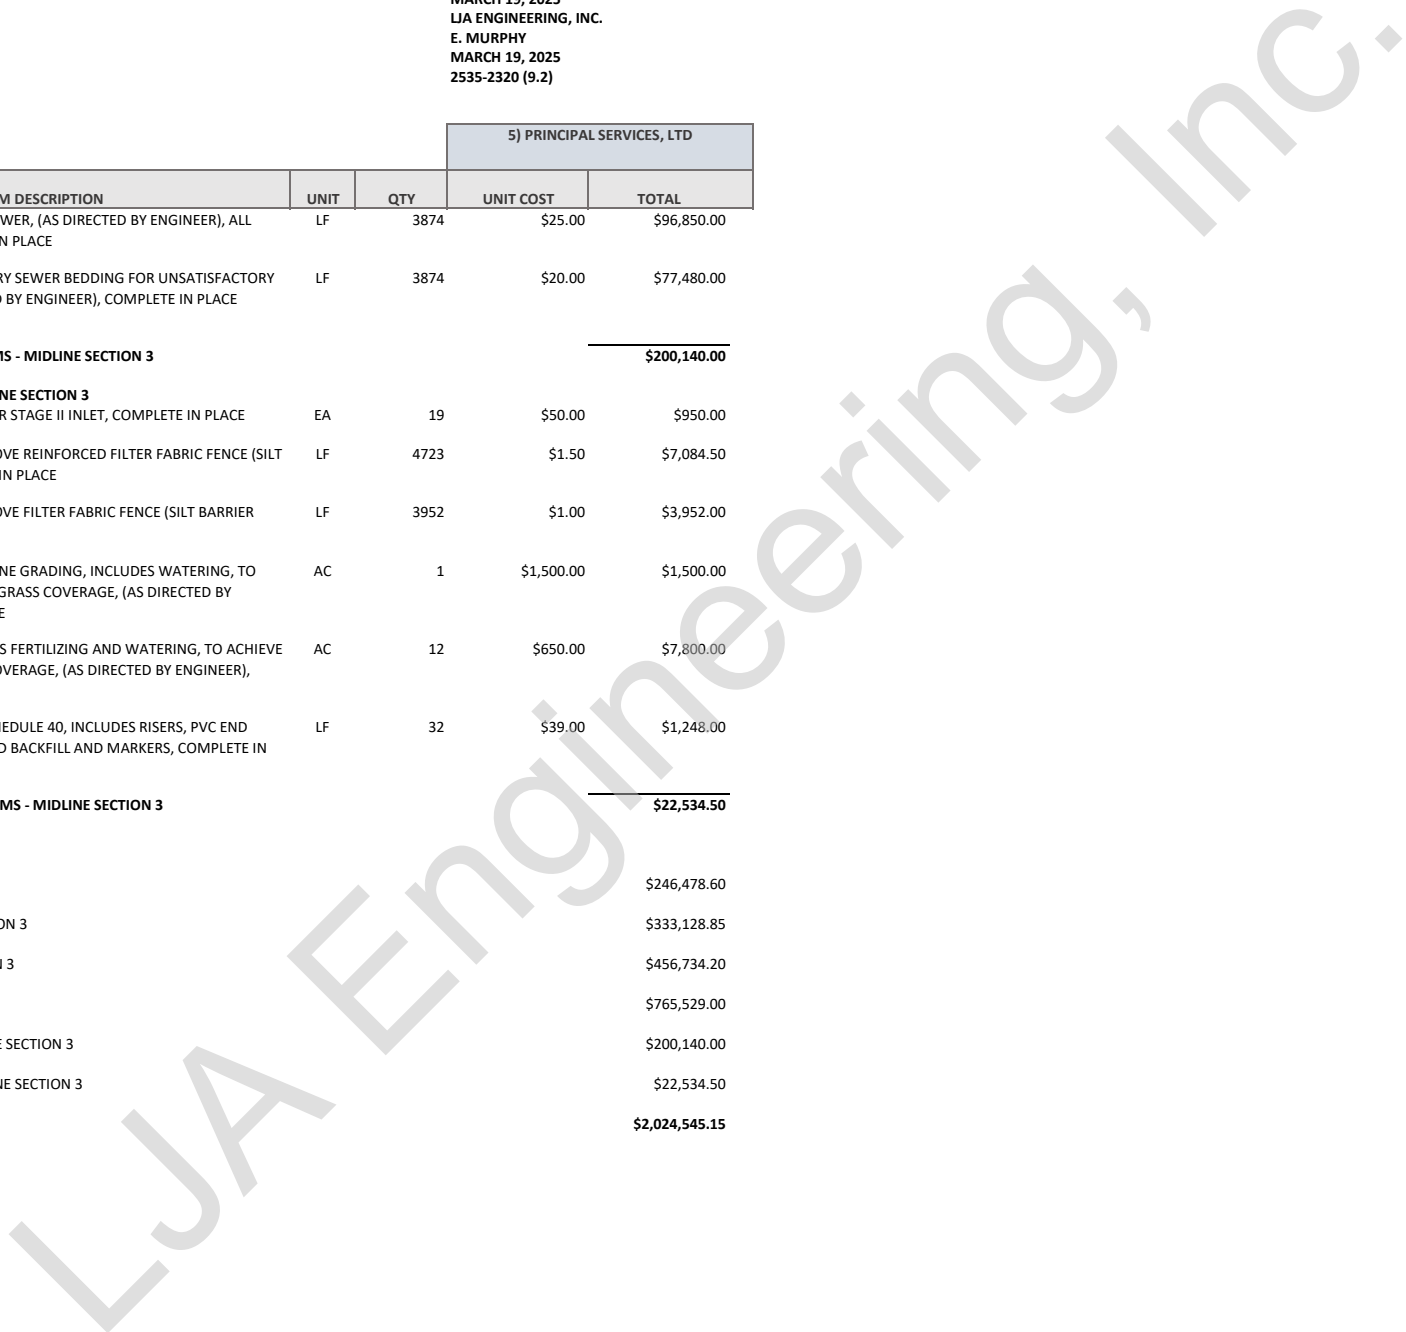 LJA ENGINEERING, INC.
E. MURPHY
MARCH 19, 2025
2535-2320 (9.2)
5) PRINCIPAL SERVICES, LTD
M DESCRIPTION UNIT QTY UNIT COST TOTAL
WER, (AS DIRECTED BY ENGINEER), ALL LF 3874 $25.00 $96,850.00
N PLACE
RY SEWER BEDDING FOR UNSATISFACTORY LF 3874 $20.00 $77,480.00
D BY ENGINEER), COMPLETE IN PLACE
MS - MIDLINE SECTION 3 $200,140.00
NE SECTION 3
R STAGE II INLET, COMPLETE IN PLACE EA 19 $50.00 $950.00
OVE REINFORCED FILTER FABRIC FENCE (SILT LF 4723 $1.50 $7,084.50
IN PLACE
OVE FILTER FABRIC FENCE (SILT BARRIER LF 3952 $1.00 $3,952.00
NE GRADING, INCLUDES WATERING, TO AC 1 $1,500.00 $1,500.00
GRASS COVERAGE, (AS DIRECTED BY
E
S FERTILIZING AND WATERING, TO ACHIEVE AC 12 $650.00 $7,800.00
OVERAGE, (AS DIRECTED BY ENGINEER),
HEDULE 40, INCLUDES RISERS, PVC END LF 32 $39.00 $1,248.00
D BACKFILL AND MARKERS, COMPLETE IN
MS - MIDLINE SECTION 3 $22,534.50
$246,478.60
ON 3 $333,128.85
N 3 $456,734.20
$765,529.00
E SECTION 3 $200,140.00
NE SECTION 3 $22,534.50
$2,024,545.15
LJA Engineering, Inc.